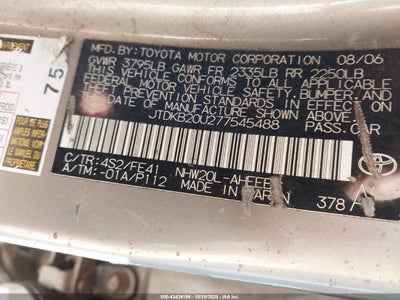 MFD. BY: TOYOTA MOTOR CORPORATION 08/06
GVWR 3795LB GAWR FR 2335LB RR 2250LB
THIS VEHICLE CONFORMS TO ALL APPLICABLE
FEDERAL MOTOR VEHICLE SAFETY, BUMPER, AND
THEFT PREVENTION STANDARDS IN EFFECT ON
THE DATE OF MANUFACTURE SHOWN ABOVE.
JTDKB20U277545488 PASS.CAR
C/TR: 4S2/FE41 NHW20L-AHEEB
A/TM: -01A/P112 MADE IN JAPAN 378
TOYOTA
75